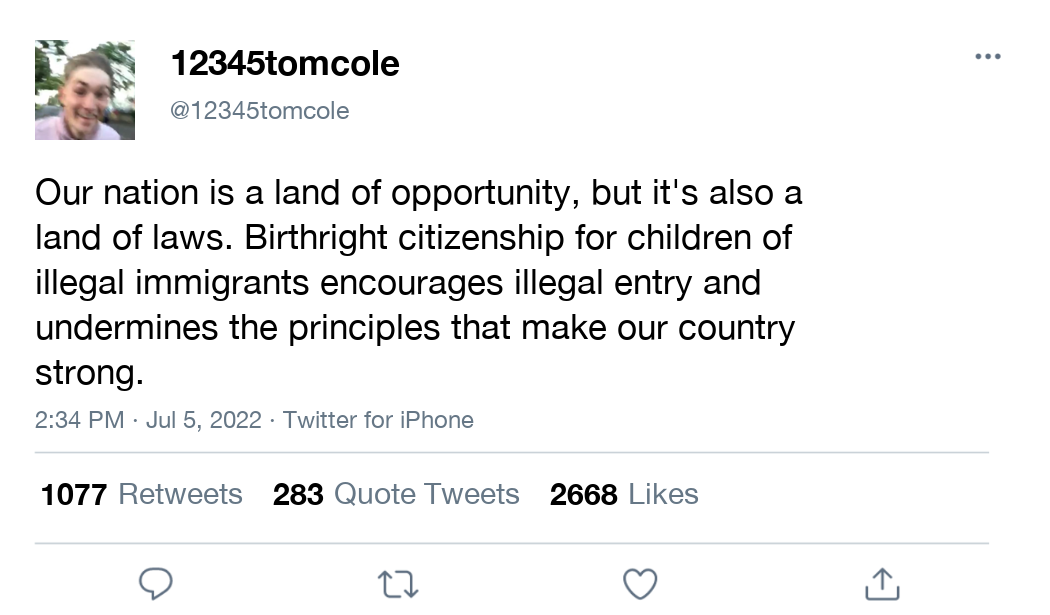 12345tomcole
@12345tomcole
Our nation is a land of opportunity, but it's also a
land of laws. Birthright citizenship for children of
illegal immigrants encourages illegal entry and
undermines the principles that make our country
strong.
2:34 PM · Jul 5, 2022 · Twitter for iPhone
1077 Retweets 283 Quote Tweets 2668 Likes